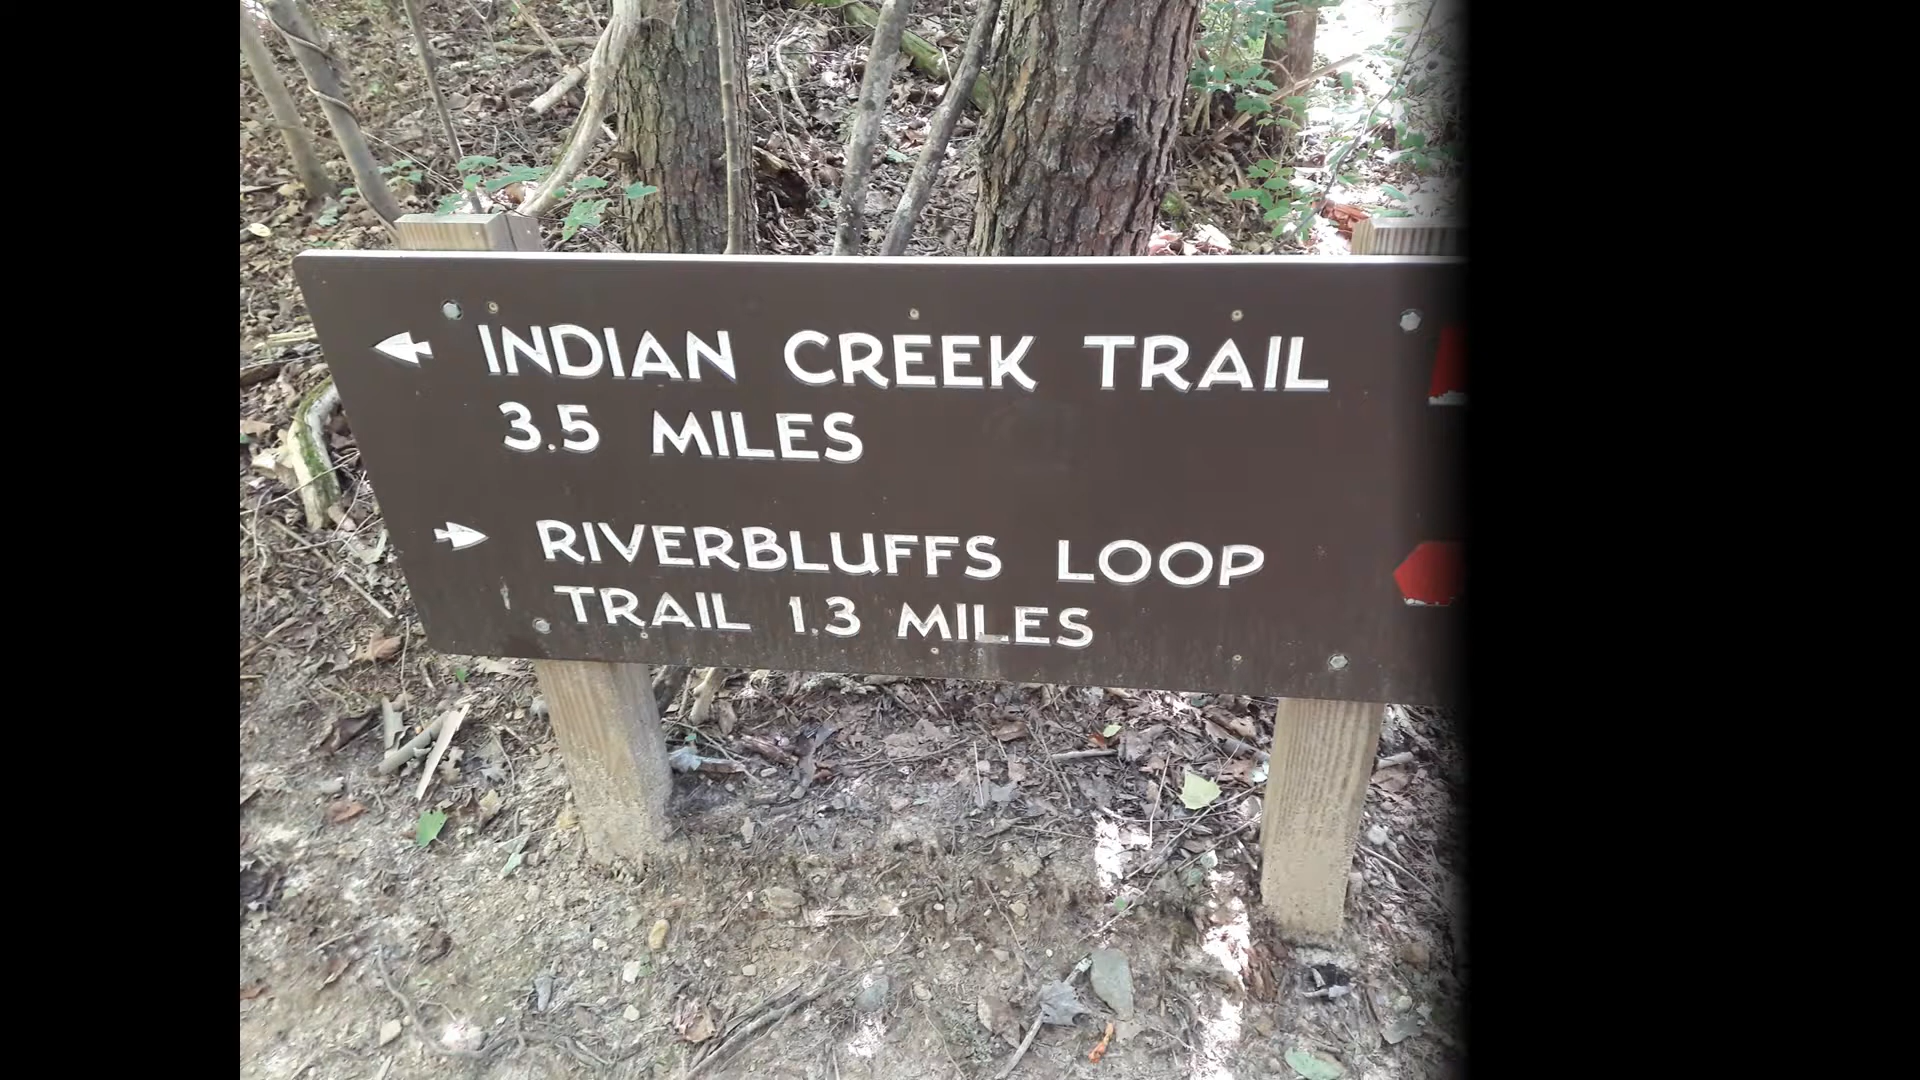 INDIAN CREEK TRAIL
3.5 MILES
RIVERBLUFFS LOOP
TRAIL 1.3 MILES